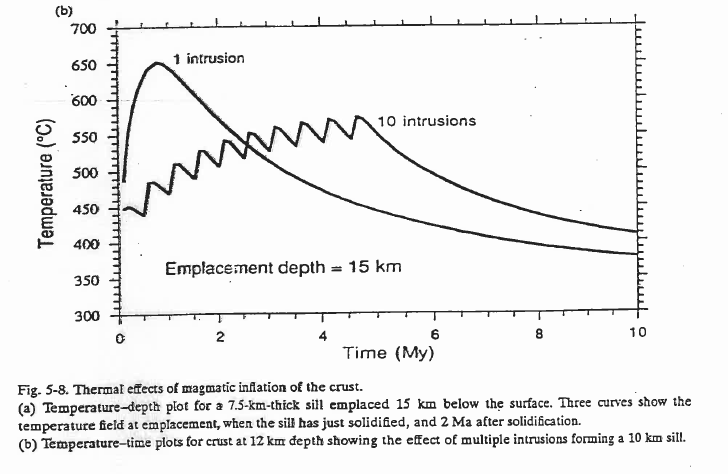 (b)
700
650
600
550
500
450
400
350
300
Temperature (°C)
1 intrusion
10 intrusions
Emplacement depth = 15 km
0 2 4 6 8 10
Time (My)
Fig. 5-8. Thermal effects of magmatic inflation of the crust.
(a) Temperature–depth plot for a 7.5-km-thick sill emplaced 15 km below the surface. Three curves show the
temperature field at emplacement, when the sill has just solidified, and 2 Ma after solidification.
(b) Temperature–time plots for crust at 12 km depth showing the effect of multiple intrusions forming a 10 km sill.